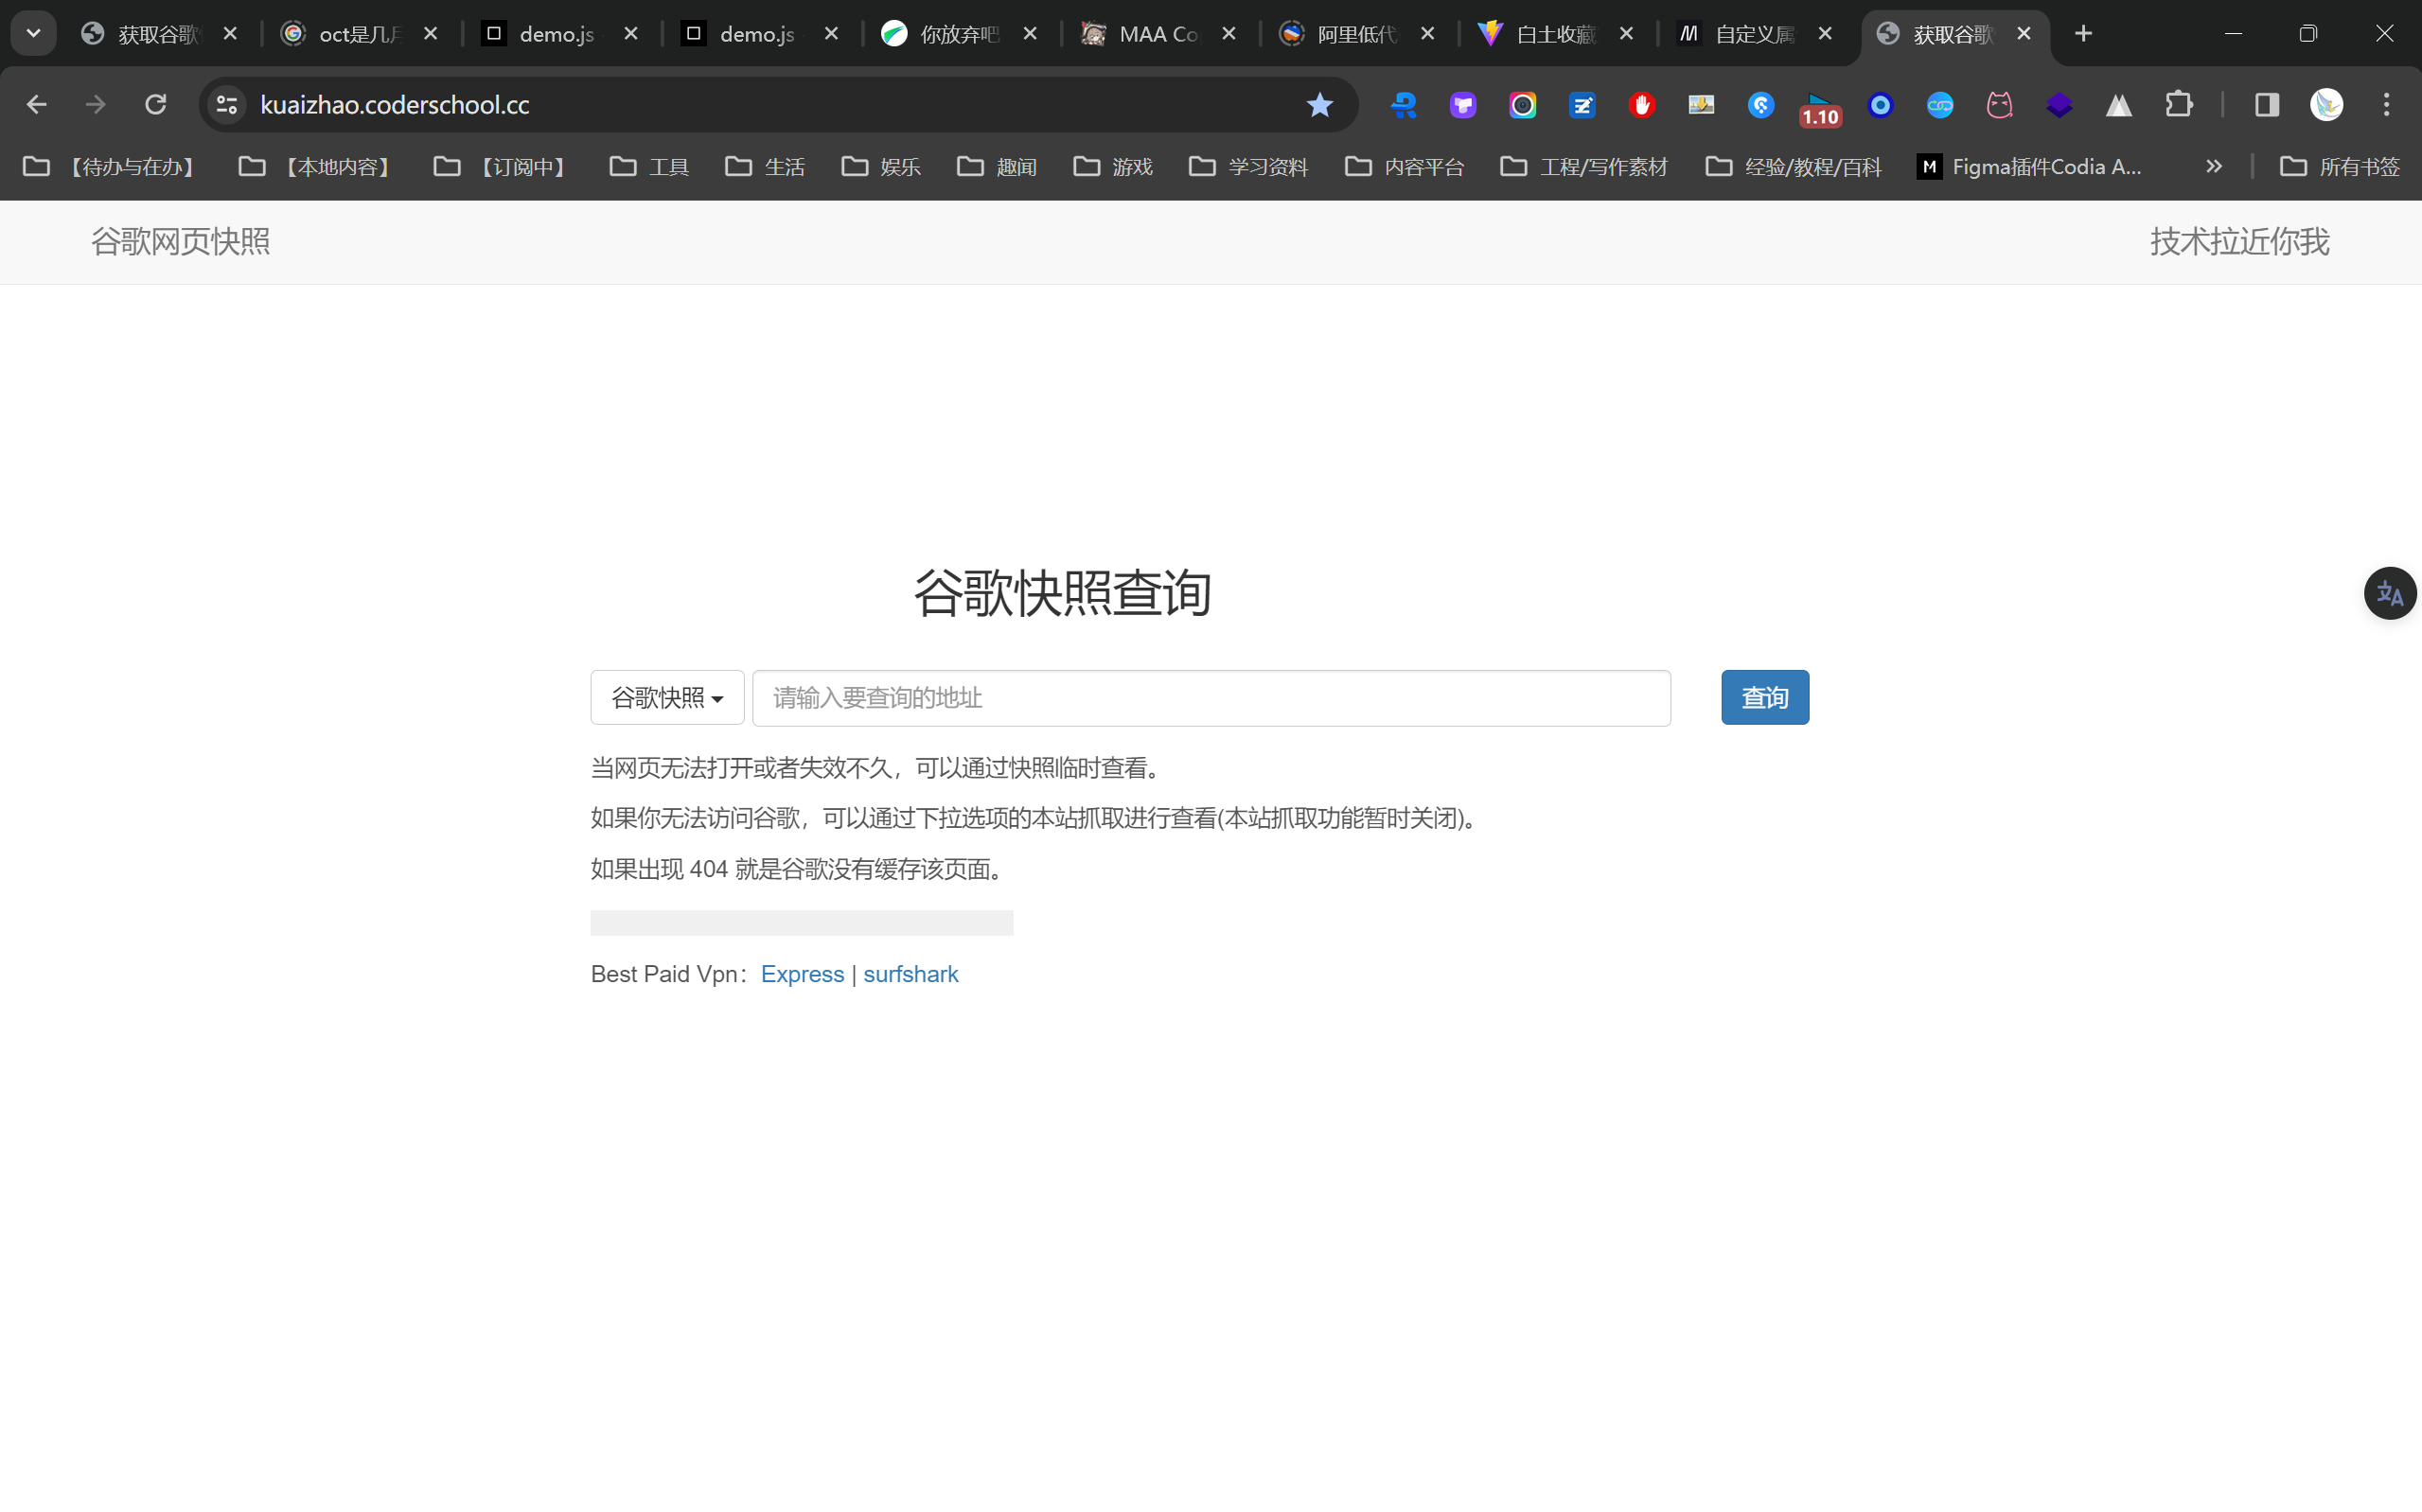 获取谷歌
oct是几月
demo.js
demo.js
你放弃吧
MAA Co
阿里低代
白土收藏
自定义属
获取谷歌
kuaizhao.coderschool.cc
1.10
【待办与在办】
【本地内容】
【订阅中】
工具
生活
娱乐
趣闻
游戏
学习资料
内容平台
工程/写作素材
经验/教程/百科
Figma插件Codia A...
所有书签
谷歌网页快照
技术拉近你我
谷歌快照查询
谷歌快照
请输入要查询的地址
查询
当网页无法打开或者失效不久，可以通过快照临时查看。
如果你无法访问谷歌，可以通过下拉选项的本站抓取进行查看(本站抓取功能暂时关闭)。
如果出现 404 就是谷歌没有缓存该页面。
Best Paid Vpn：Express | surfshark